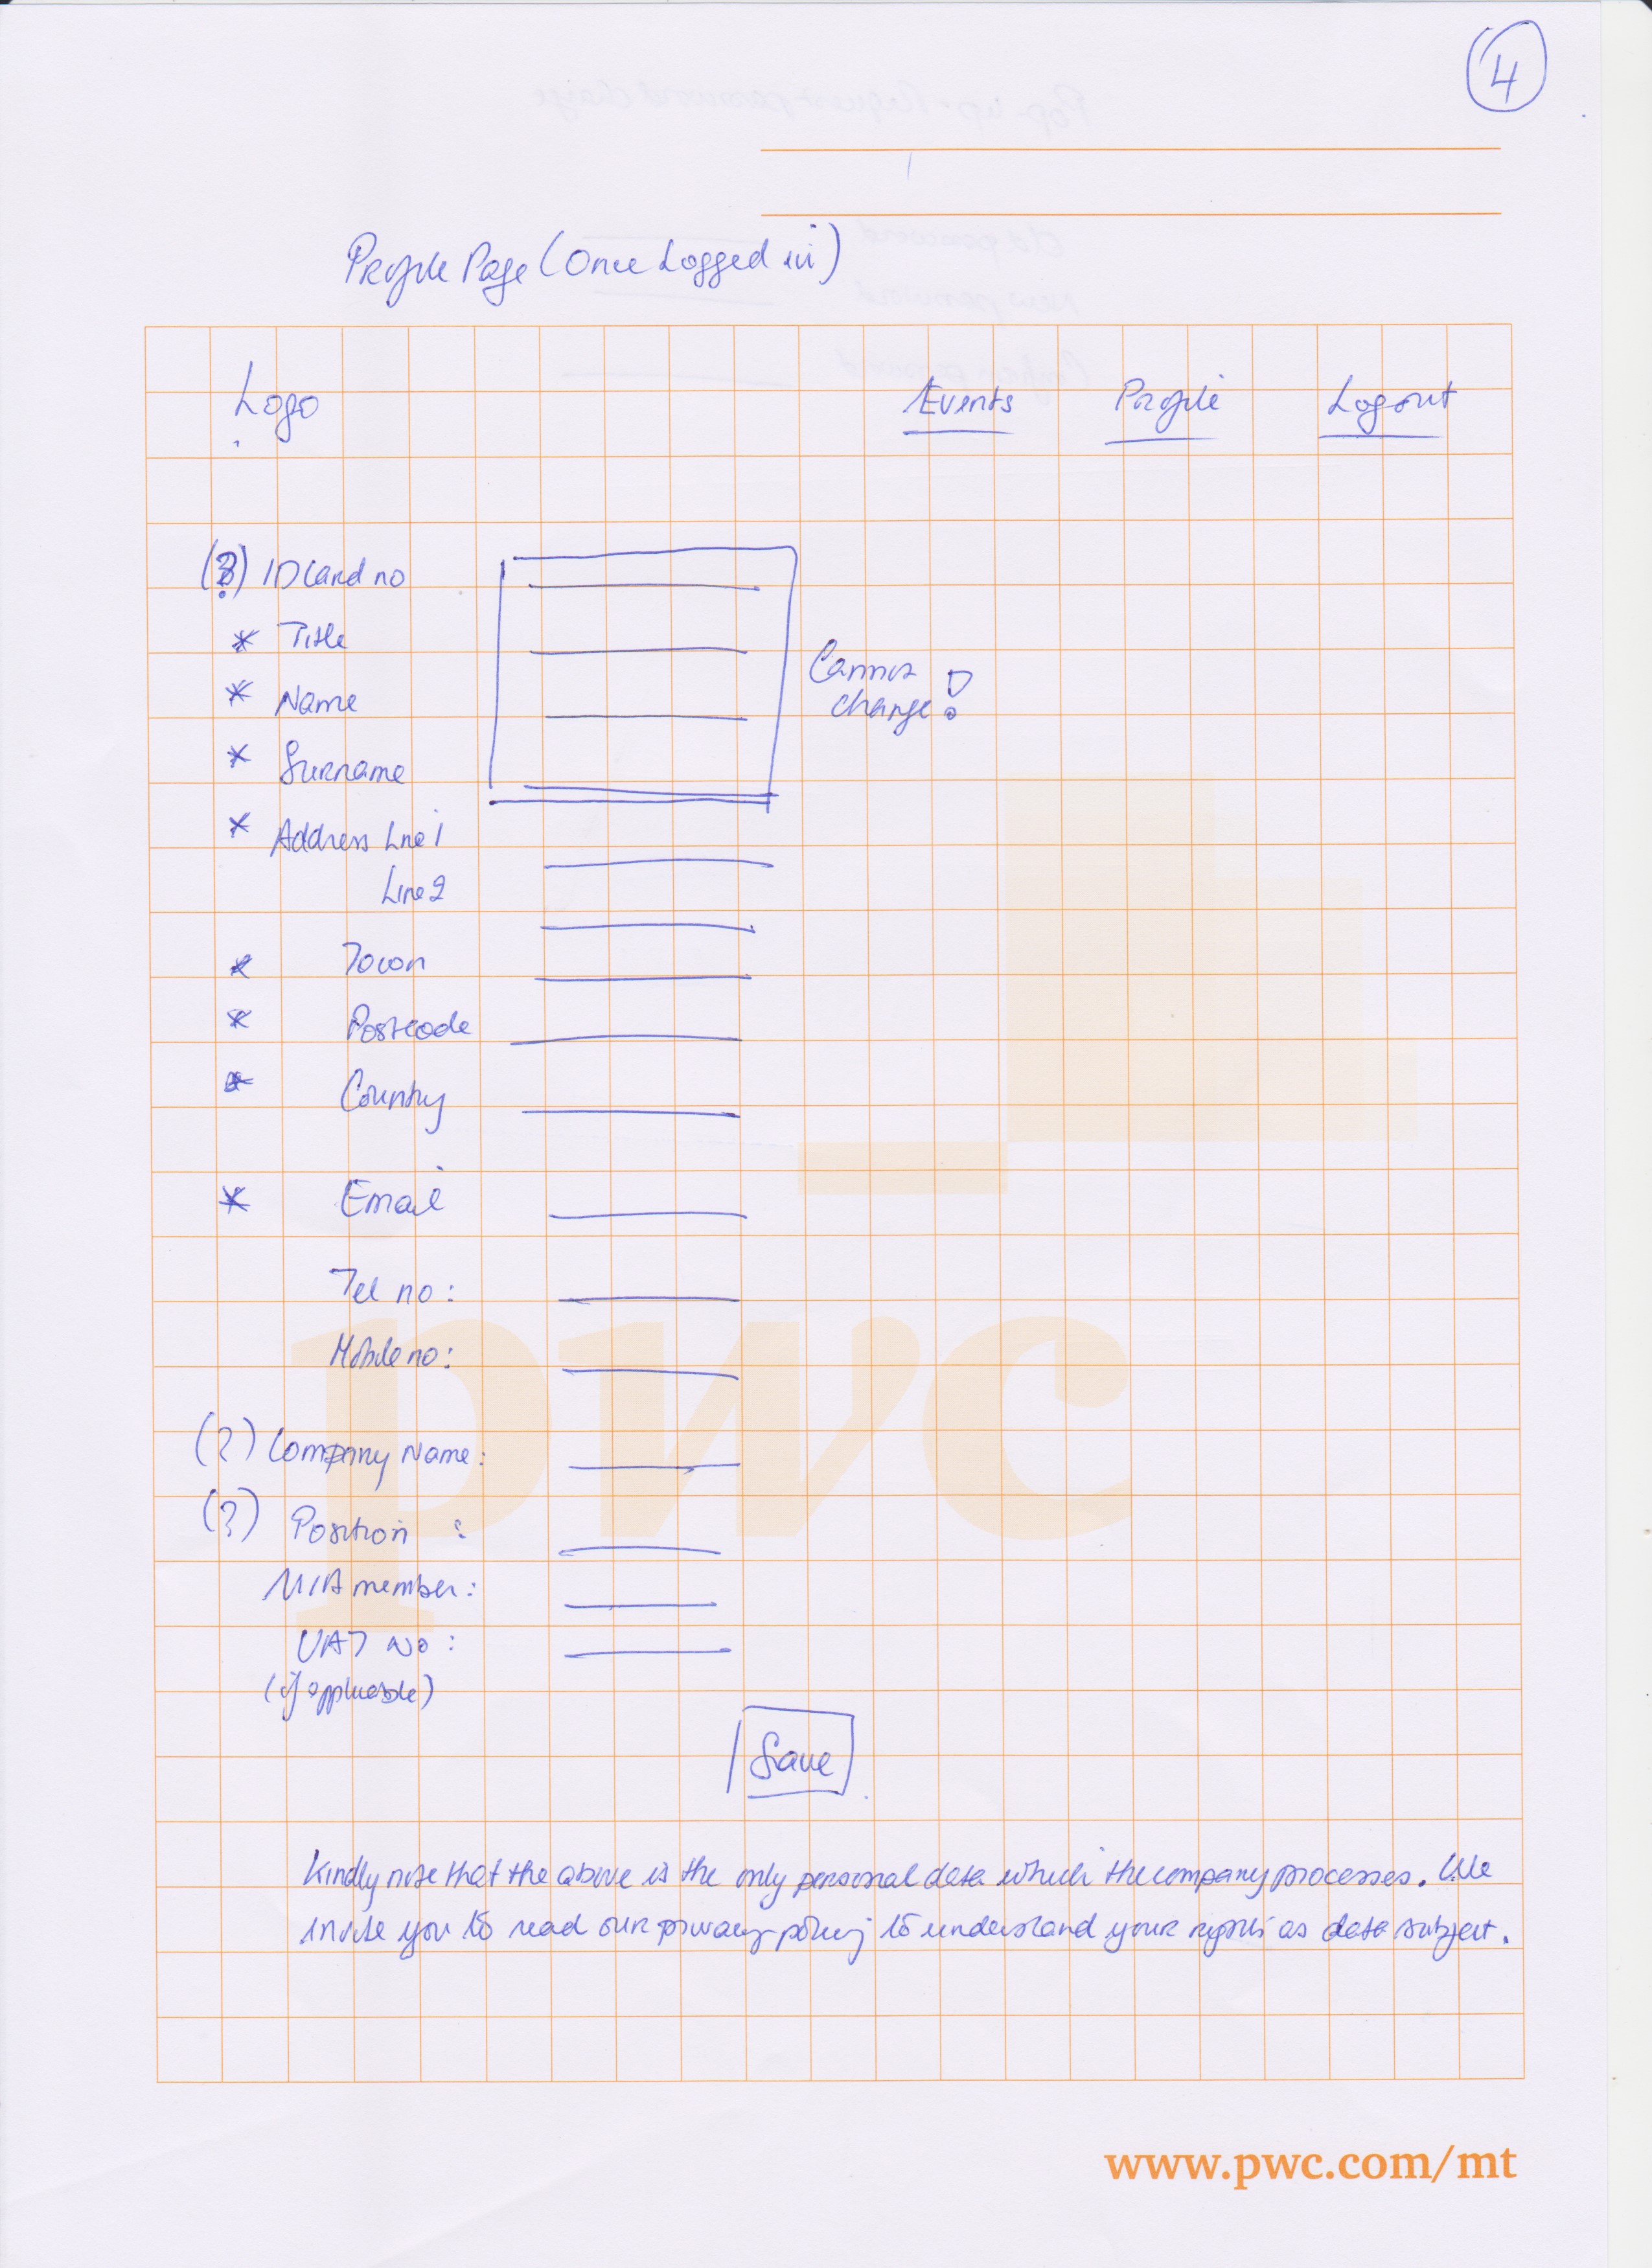 4
Profile Page (Once Logged in)
Logo Events Profile Logout
(?) ID Card no
* Title
* Name
Cannot
change!
* Surname
* Address Line 1
Line 2
* Town
* Postcode
* Country
* Email
Tel no:
Mobile no:
(?) Company Name:
(?) Position :
MIA member:
VAT No :
(if applicable)
Save
Kindly note that the above is the only personal data which the company processes. We
invite you to read our privacy policy to understand your rights as data subject.
pwc
www.pwc.com/mt